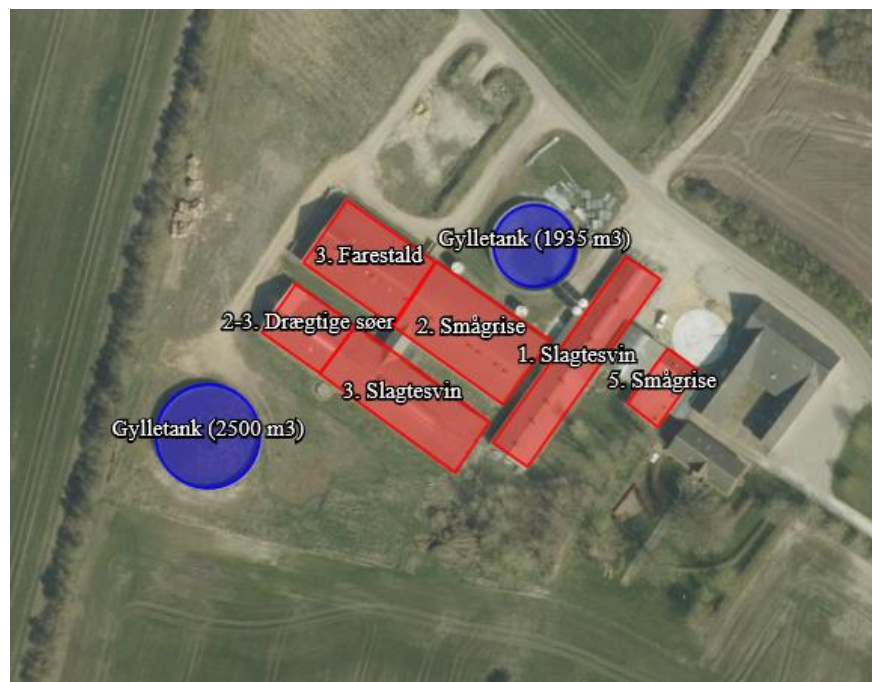 Gylletank (1935 m3)
3. Farestald
2-3. Drægtige søer
2. Smågrise
1. Slagtesvin
5. Smågrise
3. Slagtesvin
Gylletank (2500 m3)